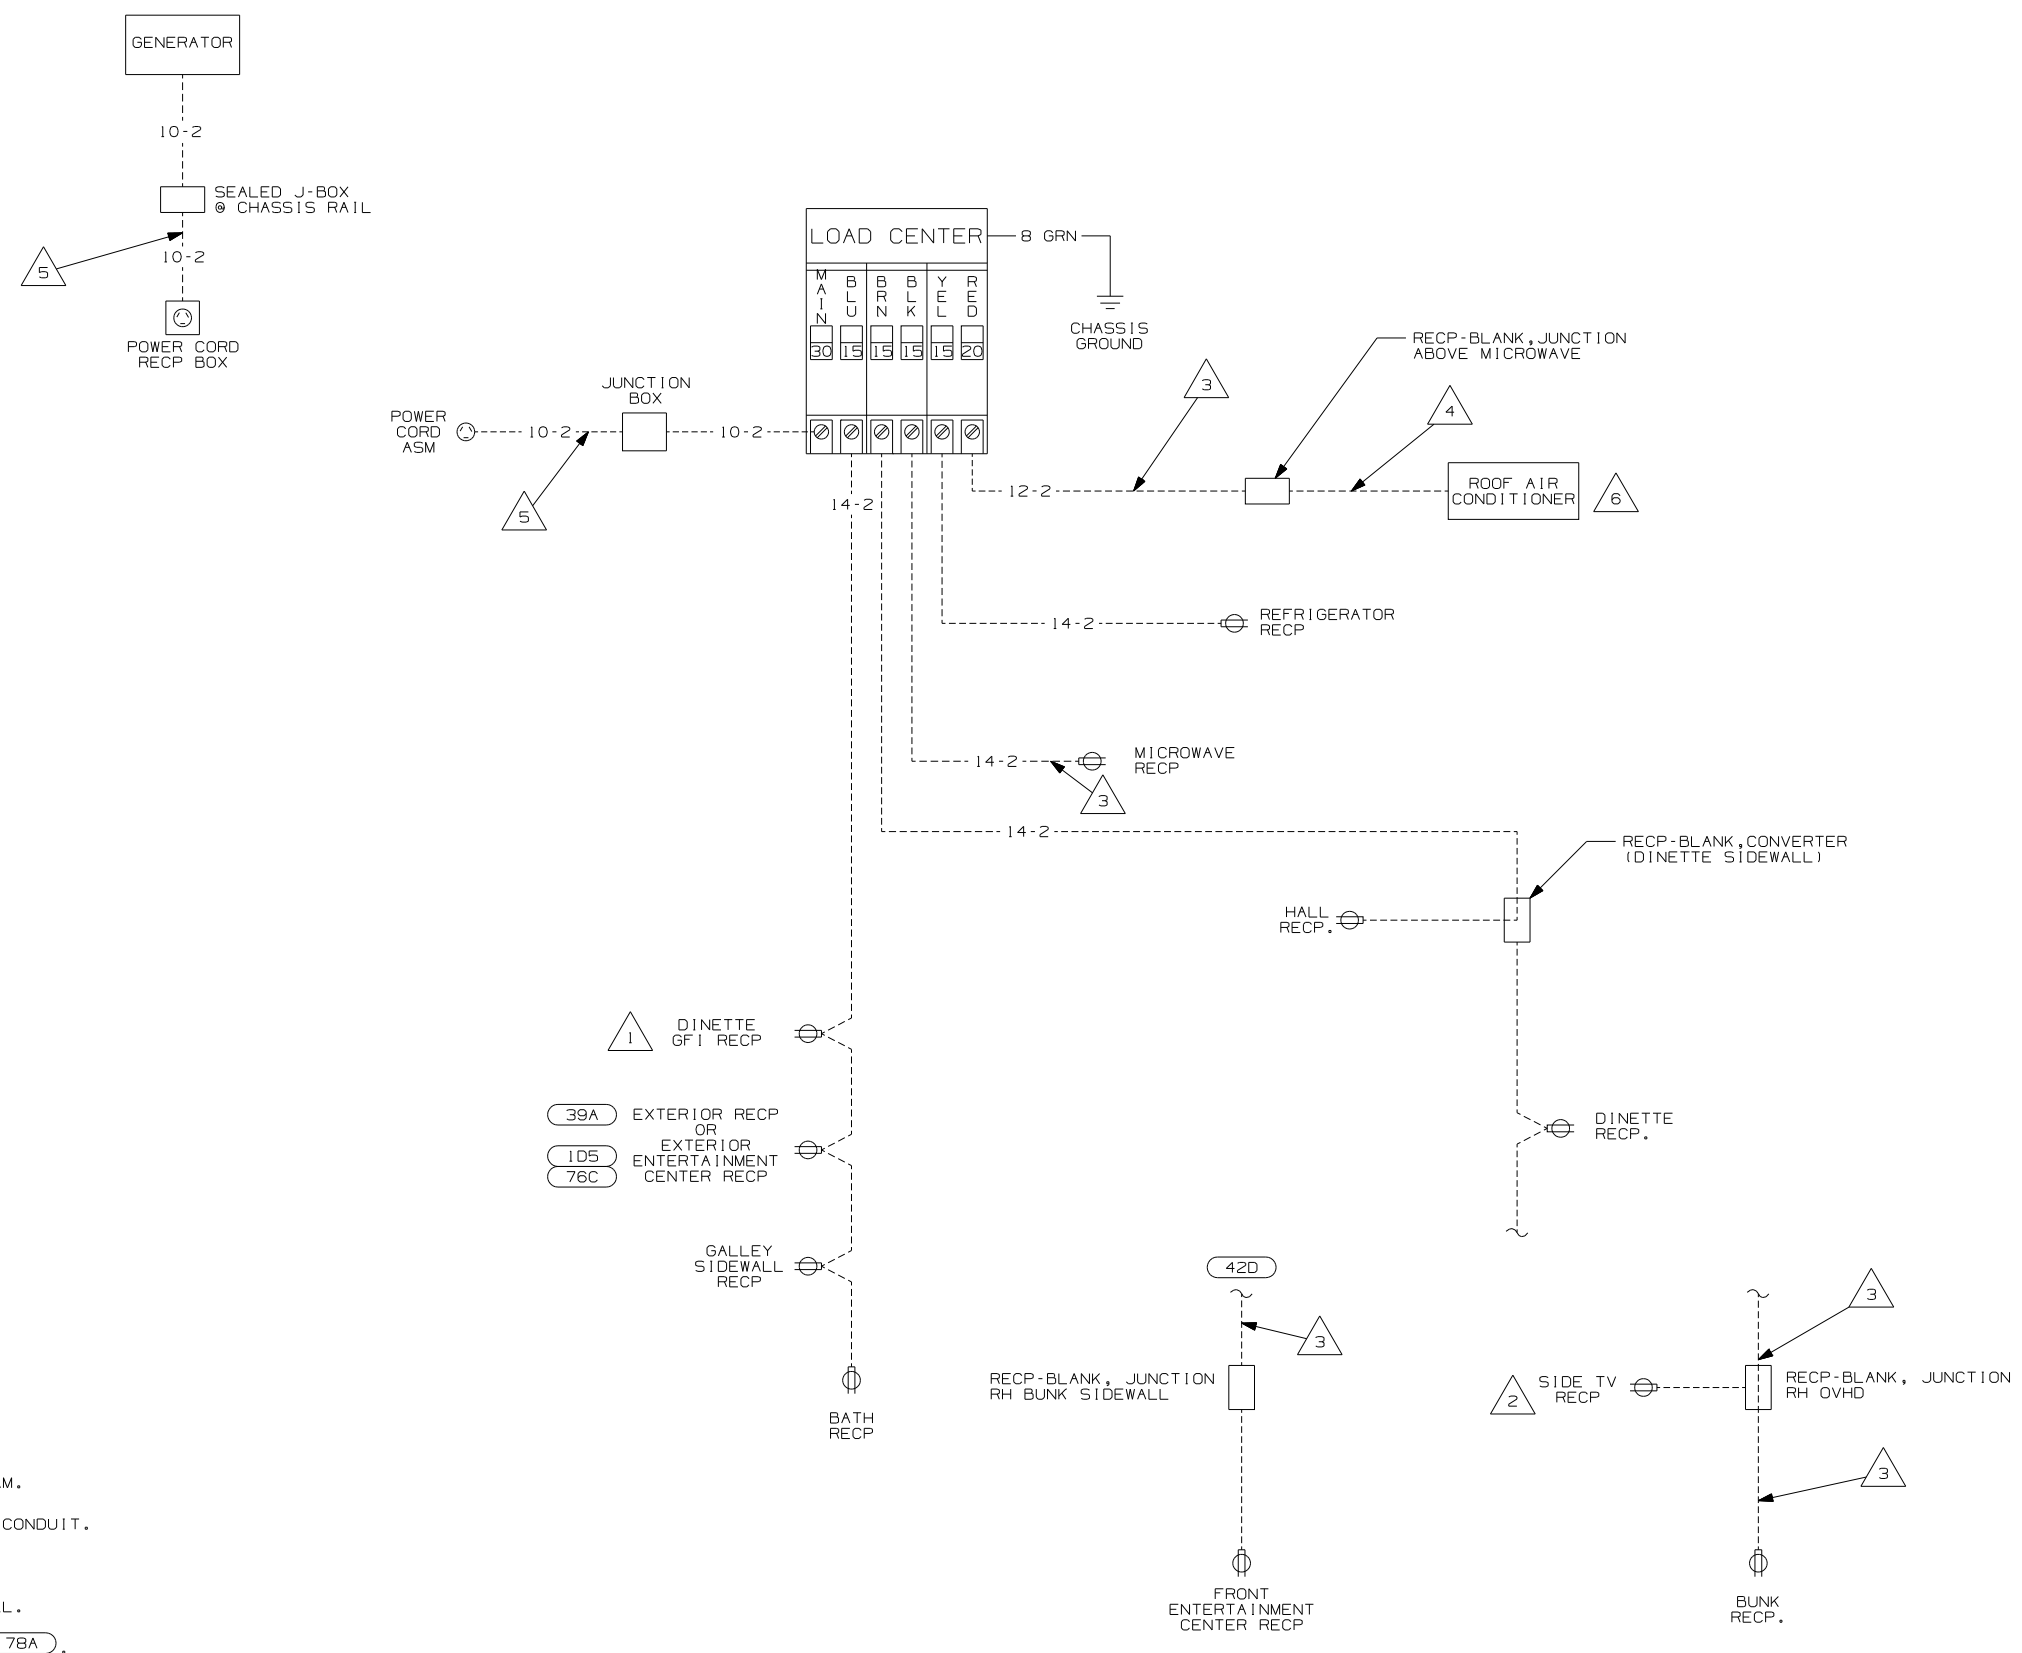 GENERATOR
10-2
SEALED J-BOX
@ CHASSIS RAIL
5
10-2
POWER CORD
RECP BOX
LOAD CENTER
8 GRN
MAIN
BLU
BRN
BLK
YEL
RED
30
15
15
15
15
20
CHASSIS
GROUND
RECP-BLANK,JUNCTION
ABOVE MICROWAVE
3
4
JUNCTION
BOX
POWER
CORD
ASM
10-2
10-2
5
14-2
12-2
ROOF AIR
CONDITIONER
6
14-2
REFRIGERATOR
RECP
14-2
MICROWAVE
RECP
3
14-2
RECP-BLANK,CONVERTER
(DINETTE SIDEWALL)
HALL
RECP.
1
DINETTE
GFI RECP
39A
EXTERIOR RECP
OR
1D5
76C
EXTERIOR
ENTERTAINMENT
CENTER RECP
DINETTE
RECP.
GALLEY
SIDEWALL
RECP
42D
3
3
RECP-BLANK, JUNCTION
RH BUNK SIDEWALL
2
SIDE TV
RECP
RECP-BLANK, JUNCTION
RH OVHD
BATH
RECP
3
M.
CONDUIT.
FRONT
ENTERTAINMENT
CENTER RECP
BUNK
RECP.
L.
78A .